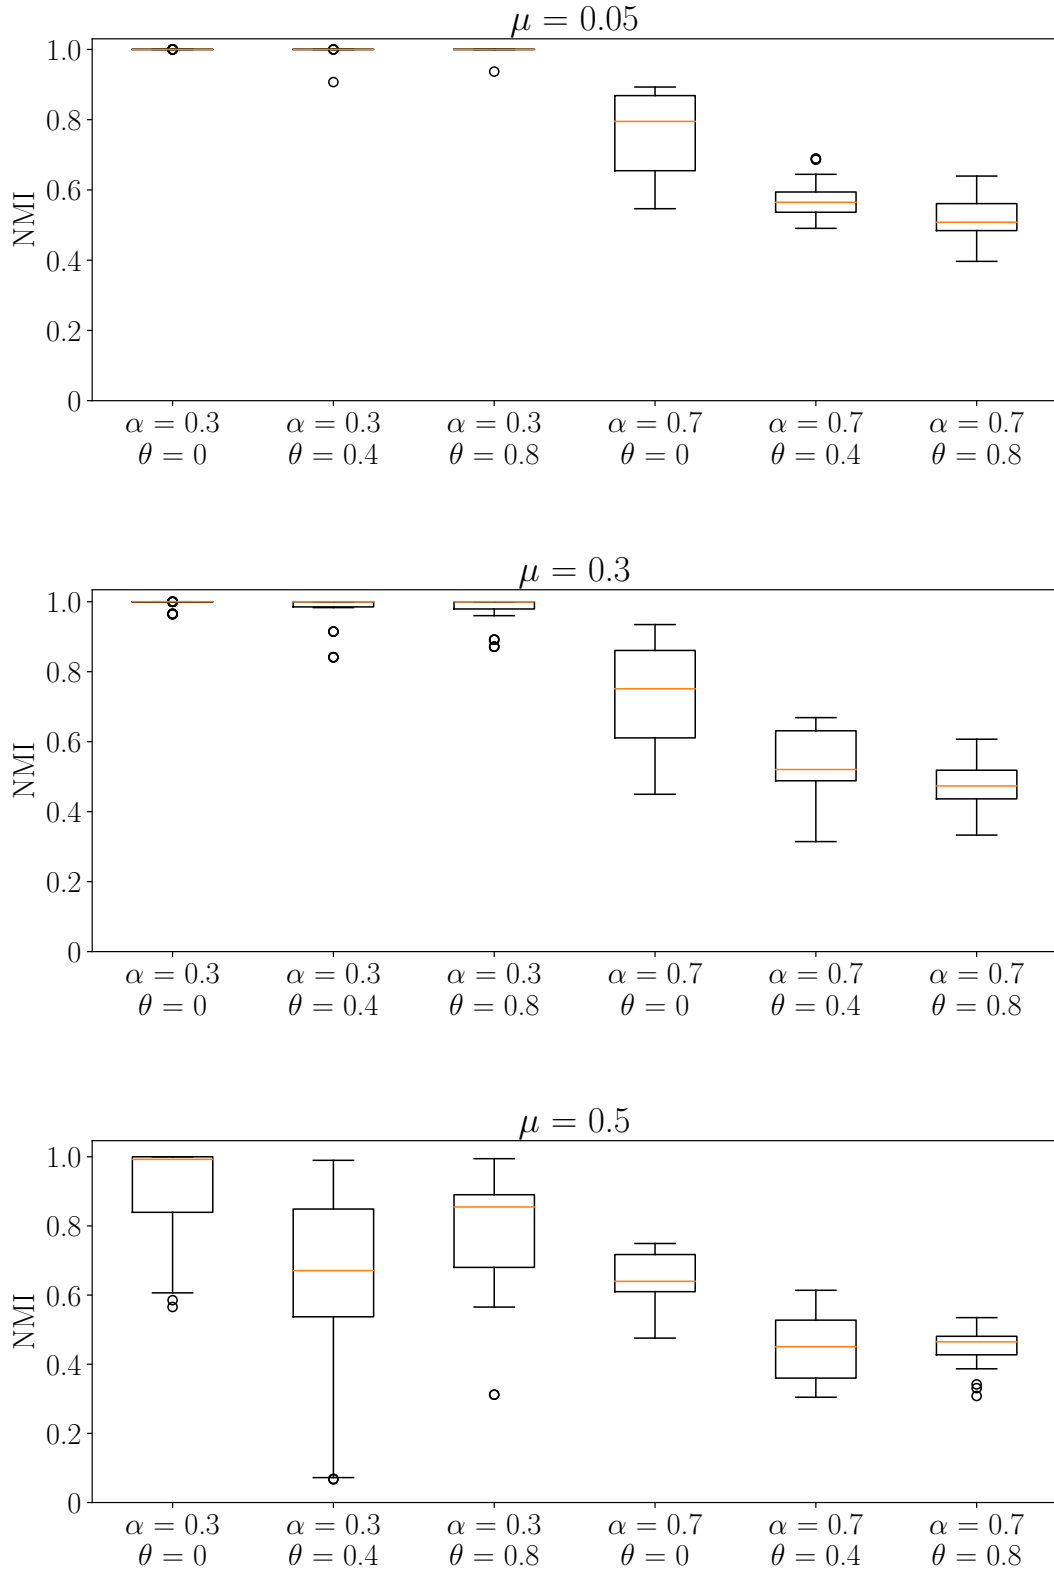 μ = 0.05
1.0
0.8
0.6
0.4
0.2
0
NMI
α = 0.3 α = 0.3 α = 0.3 α = 0.7 α = 0.7 α = 0.7
θ = 0 θ = 0.4 θ = 0.8 θ = 0 θ = 0.4 θ = 0.8
μ = 0.3
1.0
0.8
0.6
0.4
0.2
0
NMI
α = 0.3 α = 0.3 α = 0.3 α = 0.7 α = 0.7 α = 0.7
θ = 0 θ = 0.4 θ = 0.8 θ = 0 θ = 0.4 θ = 0.8
μ = 0.5
1.0
0.8
0.6
0.4
0.2
0
NMI
α = 0.3 α = 0.3 α = 0.3 α = 0.7 α = 0.7 α = 0.7
θ = 0 θ = 0.4 θ = 0.8 θ = 0 θ = 0.4 θ = 0.8